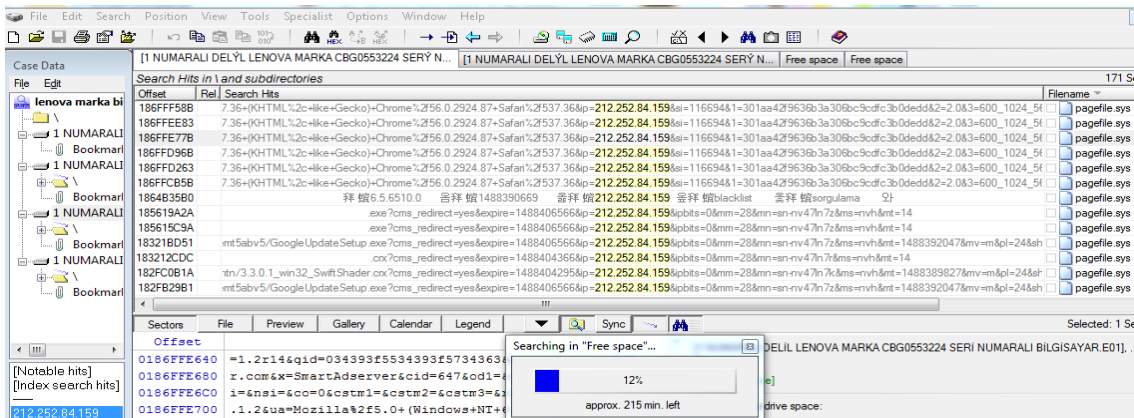 File Edit Search Position View Tools Specialist Options Window Help
Case Data
File Edit
lenova marka bi
\
1 NUMARALI
Bookmarl
1 NUMARALI
\
Bookmarl
1 NUMARALI
\
Bookmarl
1 NUMARALI
\
Bookmarl
[Notable hits]
[Index search hits]
212.252.84.159
[1 NUMARALI DELÝL LENOVA MARKA CBG0553224 SERÝ N... [1 NUMARALI DELÝL LENOVA MARKA CBG0553224 SERÝ N... Free space Free space
Search Hits in \ and subdirectories 171 Se
Offset Rel. Search Hits Filename
186FFF58B 7.36+(KHTML%2c+like+Gecko)+Chrome%2f56.0.2924.87+Safari%2f537.36&ip=212.252.84.159&si=116694&1=301aa42f9636b3a306bc9cdfc3b0dedd&2=2.0&3=600_1024_56 pagefile.sys
186FFEE83 7.36+(KHTML%2c+like+Gecko)+Chrome%2f56.0.2924.87+Safari%2f537.36&ip=212.252.84.159&si=116694&1=301aa42f9636b3a306bc9cdfc3b0dedd&2=2.0&3=600_1024_56 pagefile.sys
186FFE77B 7.36+(KHTML%2c+like+Gecko)+Chrome%2f56.0.2924.87+Safari%2f537.36&ip=212.252.84.159&si=116694&1=301aa42f9636b3a306bc9cdfc3b0dedd&2=2.0&3=600_1024_56 pagefile.sys
186FFD96B 7.36+(KHTML%2c+like+Gecko)+Chrome%2f56.0.2924.87+Safari%2f537.36&ip=212.252.84.159&si=116694&1=301aa42f9636b3a306bc9cdfc3b0dedd&2=2.0&3=600_1024_56 pagefile.sys
186FFD263 7.36+(KHTML%2c+like+Gecko)+Chrome%2f56.0.2924.87+Safari%2f537.36&ip=212.252.84.159&si=116694&1=301aa42f9636b3a306bc9cdfc3b0dedd&2=2.0&3=600_1024_56 pagefile.sys
186FFCB5B 7.36+(KHTML%2c+like+Gecko)+Chrome%2f56.0.2924.87+Safari%2f537.36&ip=212.252.84.159&si=116694&1=301aa42f9636b3a306bc9cdfc3b0dedd&2=2.0&3=600_1024_56 pagefile.sys
1864B35B0 6.5.6510.0 1488390669 212.252.84.159 blacklist sorgulama 와 pagefile.sys
185619A2A .exe?cms_redirect=yes&expire=1488406566&ip=212.252.84.159&ipbits=0&mm=28&mn=sn-nv47ln7z&ms=nvh&mt=14 pagefile.sys
185615C9A .exe?cms_redirect=yes&expire=1488406566&ip=212.252.84.159&ipbits=0&mm=28&mn=sn-nv47ln7z&ms=nvh&mt=14 pagefile.sys
18321BD51 emt5abv5/GoogleUpdateSetup.exe?cms_redirect=yes&expire=1488406566&ip=212.252.84.159&ipbits=0&mm=28&mn=sn-nv47ln7z&ms=nvh&mt=1488392047&mv=m&pl=24&sh pagefile.sys
183212CDC .crx?cms_redirect=yes&expire=1488404366&ip=212.252.84.159&ipbits=0&mm=28&mn=sn-nv47ln7r&ms=nvh&mt=14 pagefile.sys
182FC0B1A ntn/3.3.0.1_win32_SwiftShader.crx?cms_redirect=yes&expire=1488404295&ip=212.252.84.159&ipbits=0&mm=28&mn=sn-nv47ln7k&ms=nvh&mt=1488389827&mv=m&pl=24&sh pagefile.sys
182FB29B1 emt5abv5/GoogleUpdateSetup.exe?cms_redirect=yes&expire=1488406566&ip=212.252.84.159&ipbits=0&mm=28&mn=sn-nv47ln7z&ms=nvh&mt=1488392047&mv=m&pl=24&sh pagefile.sys
Sectors File Preview Gallery Calendar Legend Sync Selected: 1 Se
Offset
0186FFE640 =1.2r14&qid=034393f5534393f5734363&
0186FFE680 r.com&x=SmartAdserver&cid=647&od1=
0186FFE6C0 i=&nsi=&co=0&cstm1=&cstm2=&cstm3=&
0186FFE700 .1.2&ua=Mozilla%2f5.0+(Windows+NT+
Searching in "Free space"...
12%
approx. 215 min. left
DELİL LENOVA MARKA CBG0553224 SERİ NUMARALI BİLGİSAYAR.E01], ..
e]
drive space: